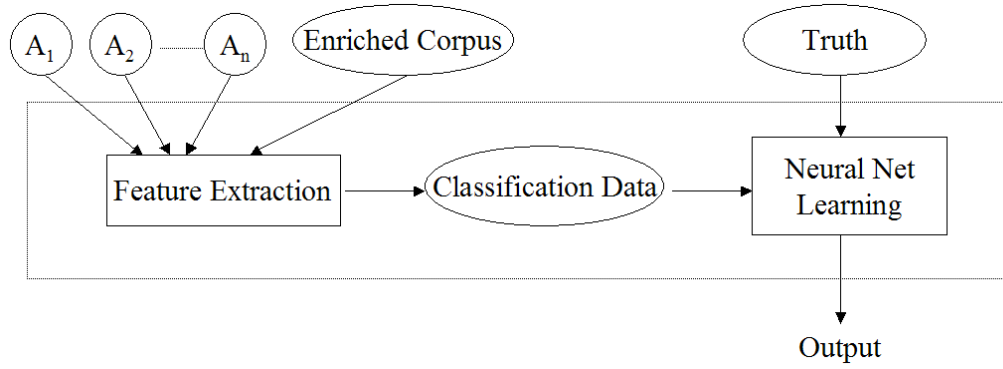 A1 A2 An Enriched Corpus Truth
Feature Extraction Classification Data Neural Net
Learning
Output